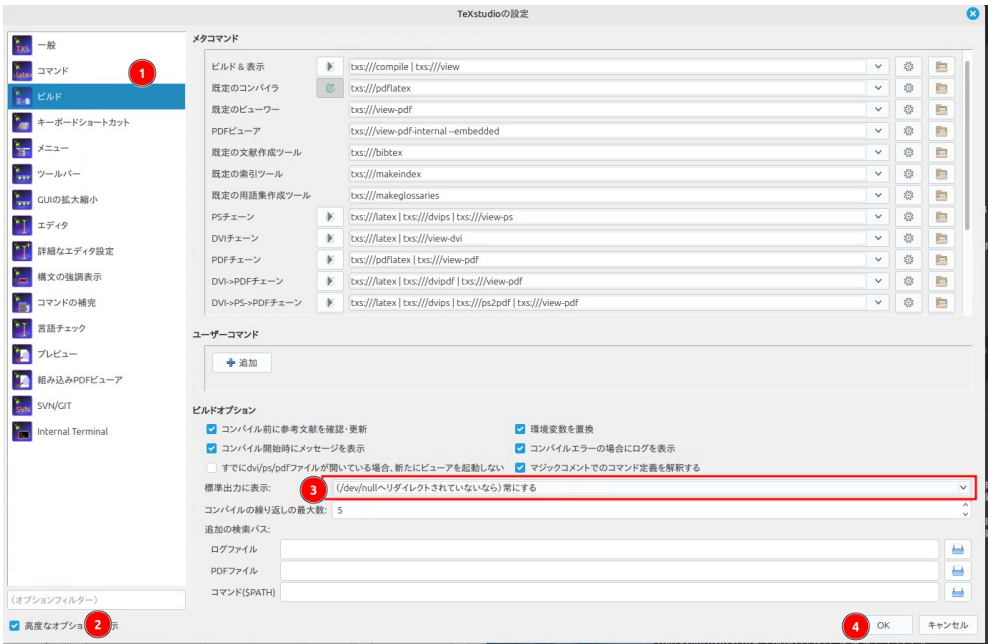 TeXstudioの設定
一般
コマンド
1
ビルド
キーボードショートカット
メニュー
ツールバー
GUIの拡大縮小
エディタ
詳細なエディタ設定
構文の強調表示
コマンドの補完
言語チェック
プレビュー
組み込みPDFビューア
SVN/GIT
Internal Terminal
(オプションフィルター)
高度なオプショ 2 示
メタコマンド
ビルド & 表示 txs:///compile | txs:///view
既定のコンパイラ txs:///pdflatex
既定のビューワー txs:///view-pdf
PDFビューア txs:///view-pdf-internal --embedded
既定の文献作成ツール txs:///bibtex
既定の索引ツール txs:///makeindex
既定の用語集作成ツール txs:///makeglossaries
PSチェーン txs:///latex | txs:///dvips | txs:///view-ps
DVIチェーン txs:///latex | txs:///view-dvi
PDFチェーン txs:///pdflatex | txs:///view-pdf
DVI->PDFチェーン txs:///latex | txs:///dvipdf | txs:///view-pdf
DVI->PS->PDFチェーン txs:///latex | txs:///dvips | txs:///ps2pdf | txs:///view-pdf
ユーザーコマンド
追加
ビルドオプション
コンパイル前に参考文献を確認・更新 環境変数を置換
コンパイル開始時にメッセージを表示 コンパイルエラーの場合にログを表示
すでにdvi/ps/pdfファイルが開いている場合、新たにビューアを起動しない マジックコメントでのコマンド定義を解釈する
標準出力に表示: 3 (/dev/nullへリダイレクトされていないなら) 常にする
コンパイルの繰り返しの最大数: 5
追加の検索パス:
ログファイル
PDFファイル
コマンド($PATH)
4 OK キャンセル